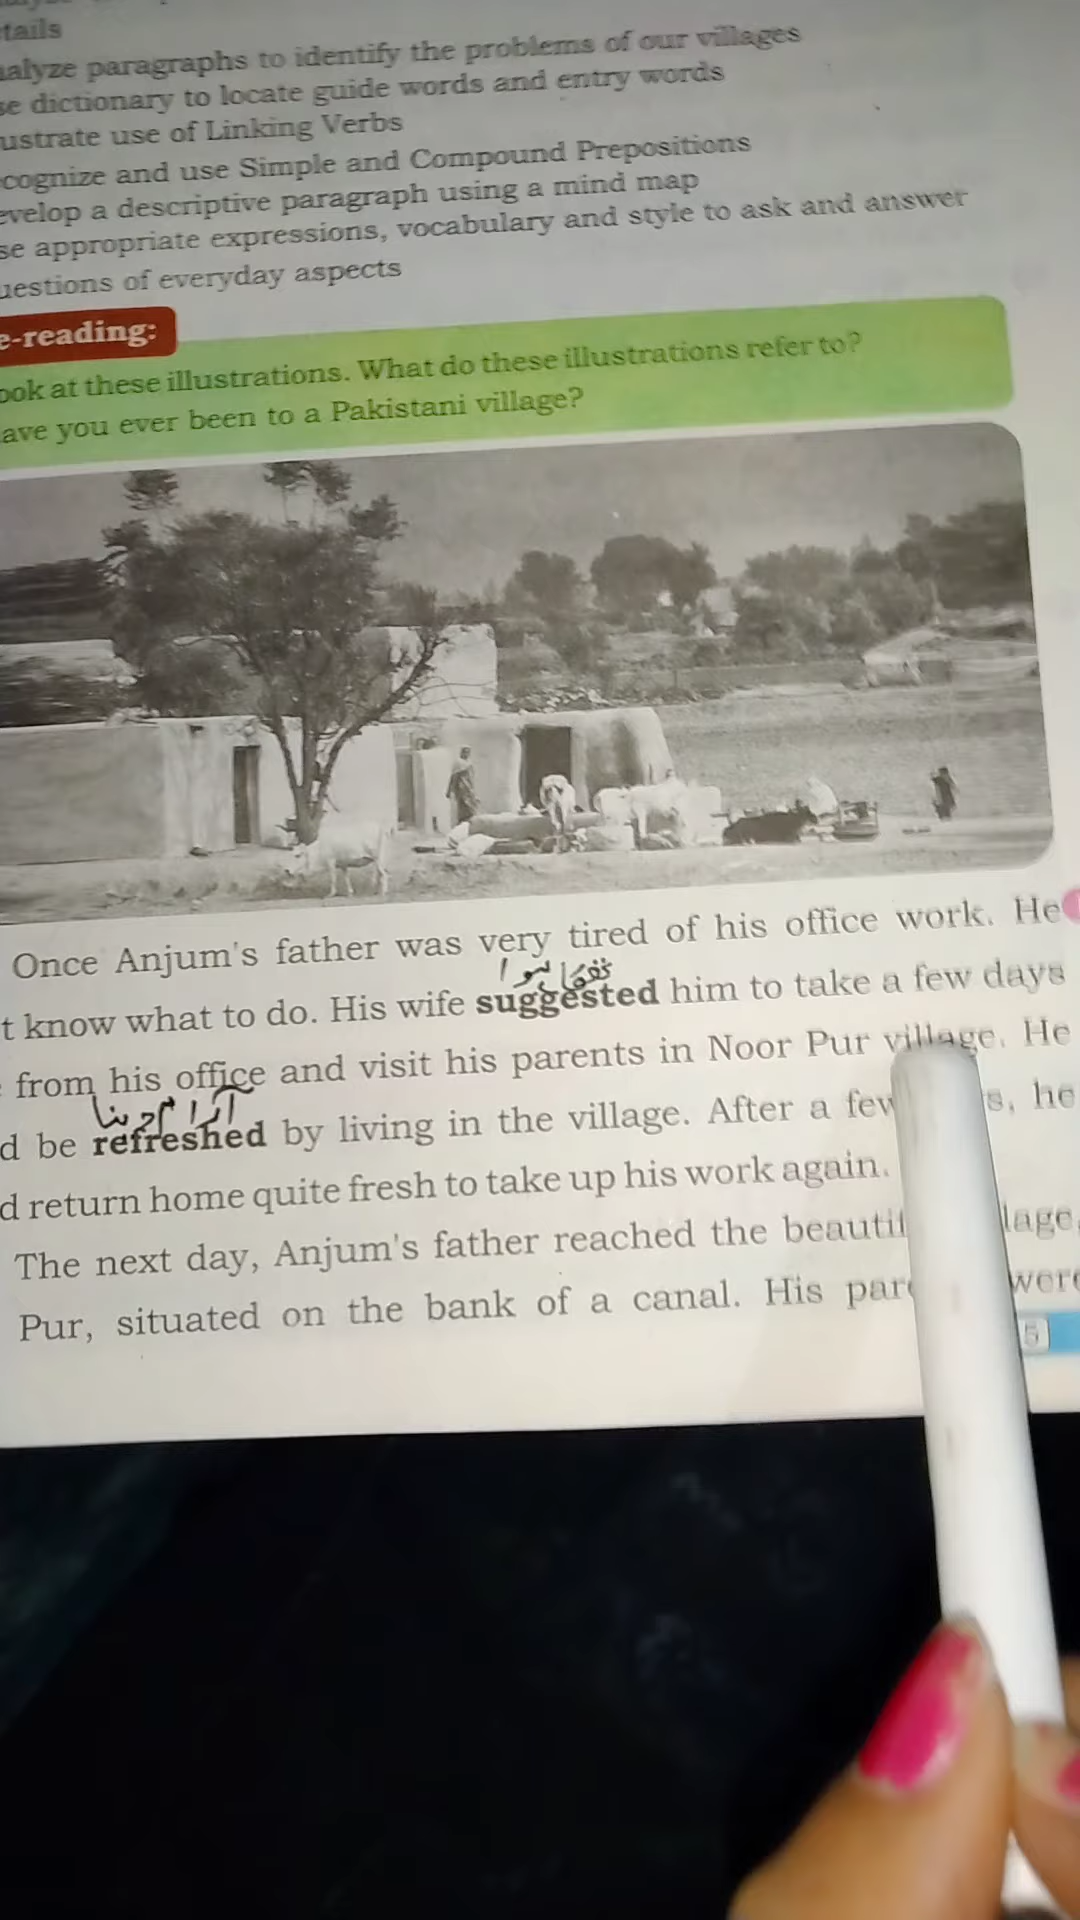 tails
alyze paragraphs to identify the problems of our villages
se dictionary to locate guide words and entry words
ustrate use of Linking Verbs
cognize and use Simple and Compound Prepositions
evelop a descriptive paragraph using a mind map
se appropriate expressions, vocabulary and style to ask and answer
uestions of everyday aspects
e-reading:
ook at these illustrations. What do these illustrations refer to?
ave you ever been to a Pakistani village?
Once Anjum's father was very tired of his office work. He
تھکا ہوا
t know what to do. His wife suggested him to take a few days
from his office and visit his parents in Noor Pur village. He
آرام دینا
d be refreshed by living in the village. After a few s, he
d return home quite fresh to take up his work again.
The next day, Anjum's father reached the beautif lage,
Pur, situated on the bank of a canal. His par were
5